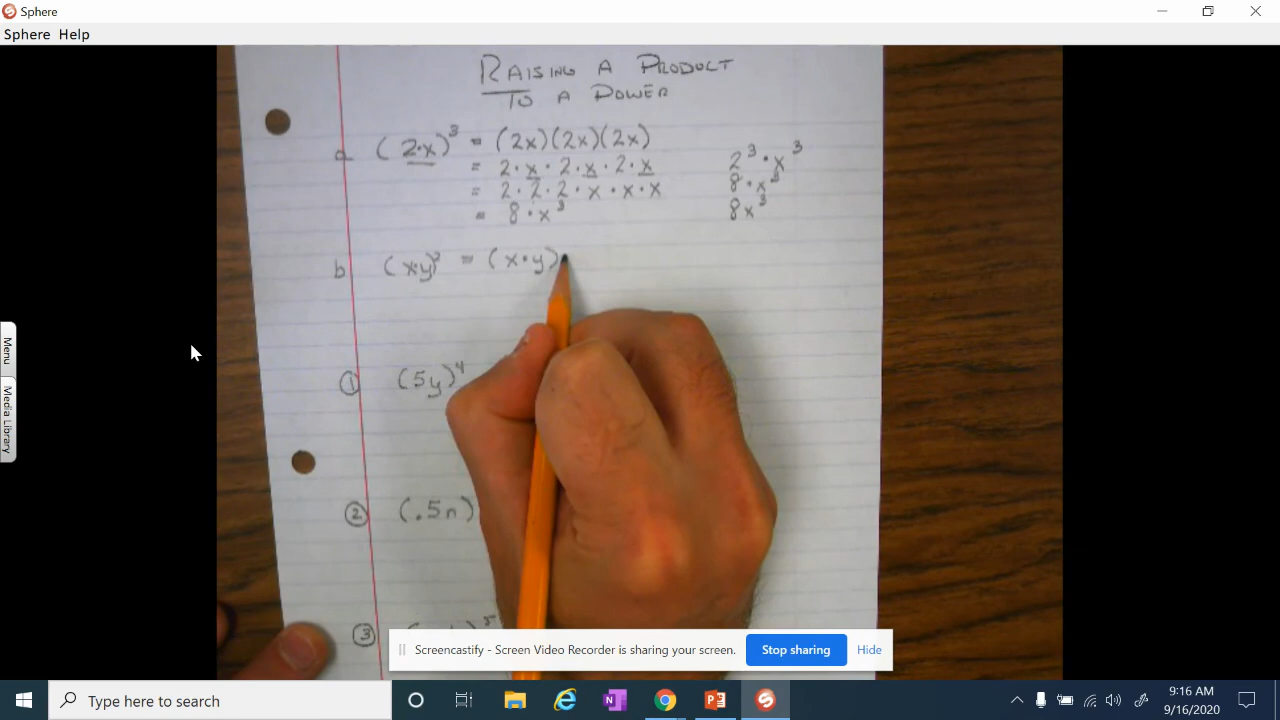 Sphere
Sphere Help
RAISING A PRODUCT
TO A POWER
a (2·x)³ = (2x)(2x)(2x)
= 2·x·2·x·2·x 2³·x³
= 2·2·2·x·x·x 8·x³
= 8·x³ 8x³
b (x·y)² = (x·y)
① (5y)⁴
② (.5n)
③
Menu
Media Library
Screencastify - Screen Video Recorder is sharing your screen. Stop sharing Hide
Type here to search
9:16 AM
9/16/2020